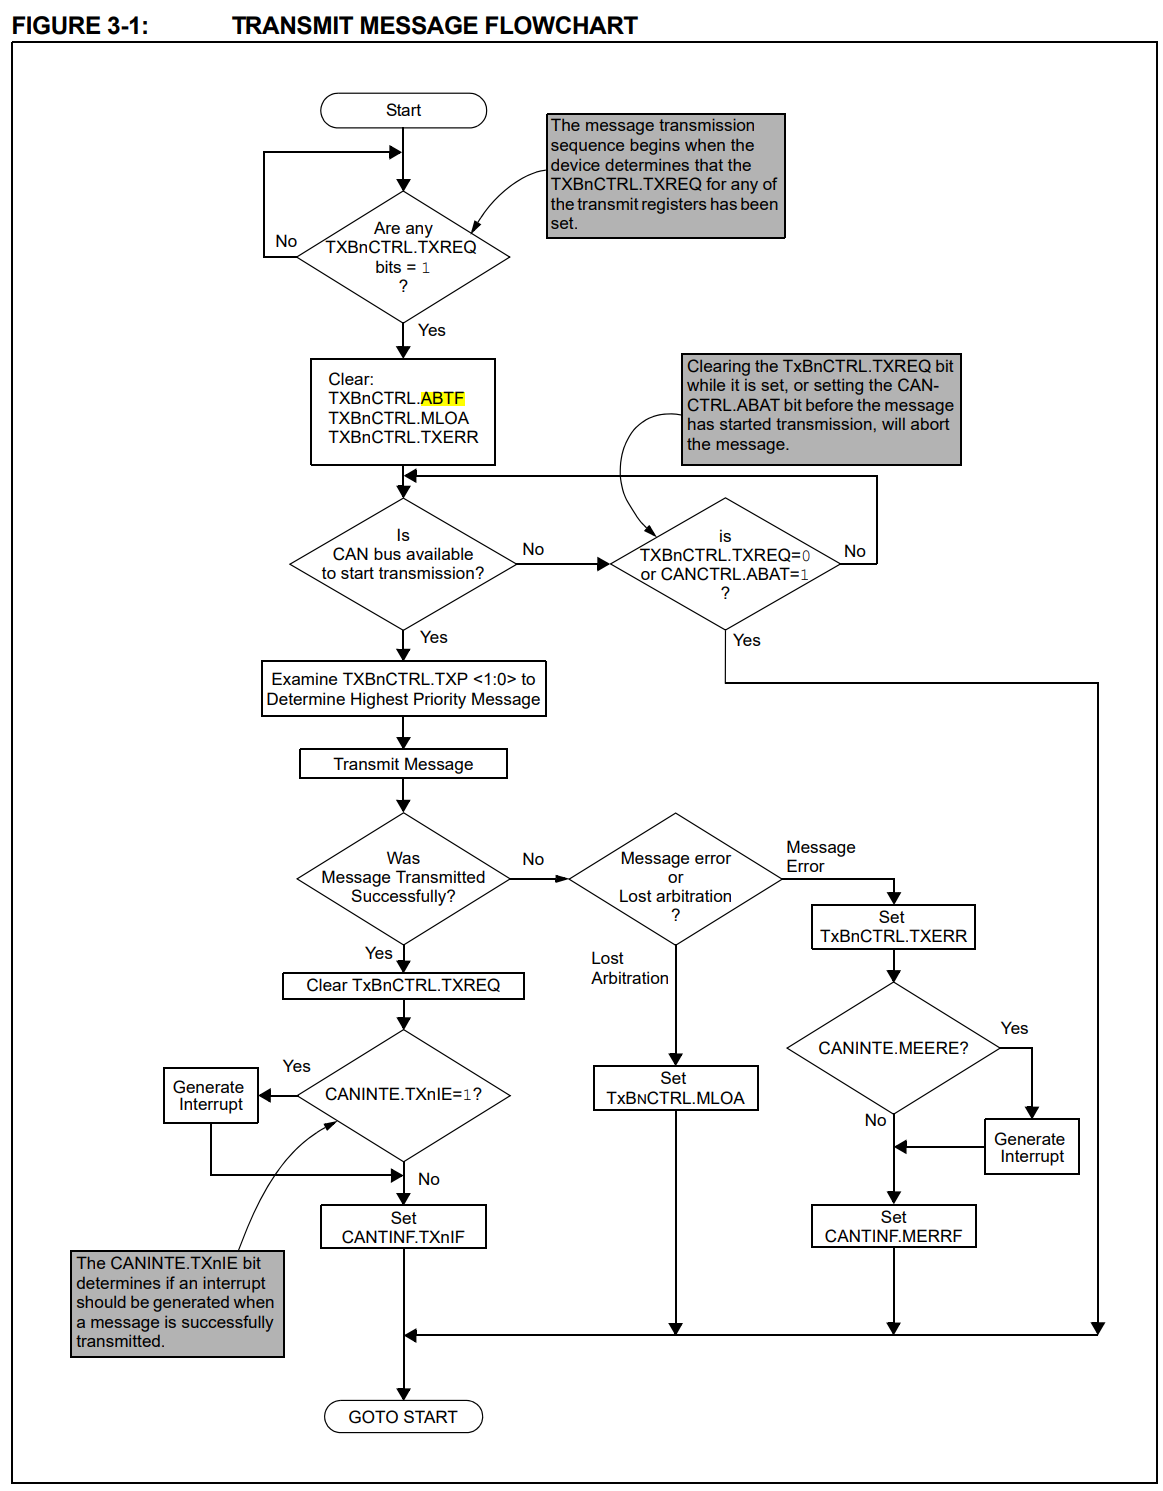 FIGURE 3-1: TRANSMIT MESSAGE FLOWCHART
Start
The message transmission
sequence begins when the
device determines that the
TXBnCTRL.TXREQ for any of
the transmit registers has been
set.
Are any
TXBnCTRL.TXREQ
bits = 1
?
No
Yes
Clear:
TXBnCTRL.ABTF
TXBnCTRL.MLOA
TXBnCTRL.TXERR
Clearing the TxBnCTRL.TXREQ bit
while it is set, or setting the CAN-
CTRL.ABAT bit before the message
has started transmission, will abort
the message.
Is
CAN bus available
to start transmission?
No
is
TXBnCTRL.TXREQ=0
or CANCTRL.ABAT=1
?
No
Yes
Yes
Examine TXBnCTRL.TXP <1:0> to
Determine Highest Priority Message
Transmit Message
Was
Message Transmitted
Successfully?
No
Message error
or
Lost arbitration
?
Message
Error
Set
TxBnCTRL.TXERR
Yes
Lost
Arbitration
Clear TxBnCTRL.TXREQ
CANINTE.MEERE?
Yes
Yes
Generate
Interrupt
CANINTE.TXnIE=1?
Set
TxBNCTRL.MLOA
No
Generate
Interrupt
No
Set
CANTINF.TXnIF
Set
CANTINF.MERRF
The CANINTE.TXnIE bit
determines if an interrupt
should be generated when
a message is successfully
transmitted.
GOTO START